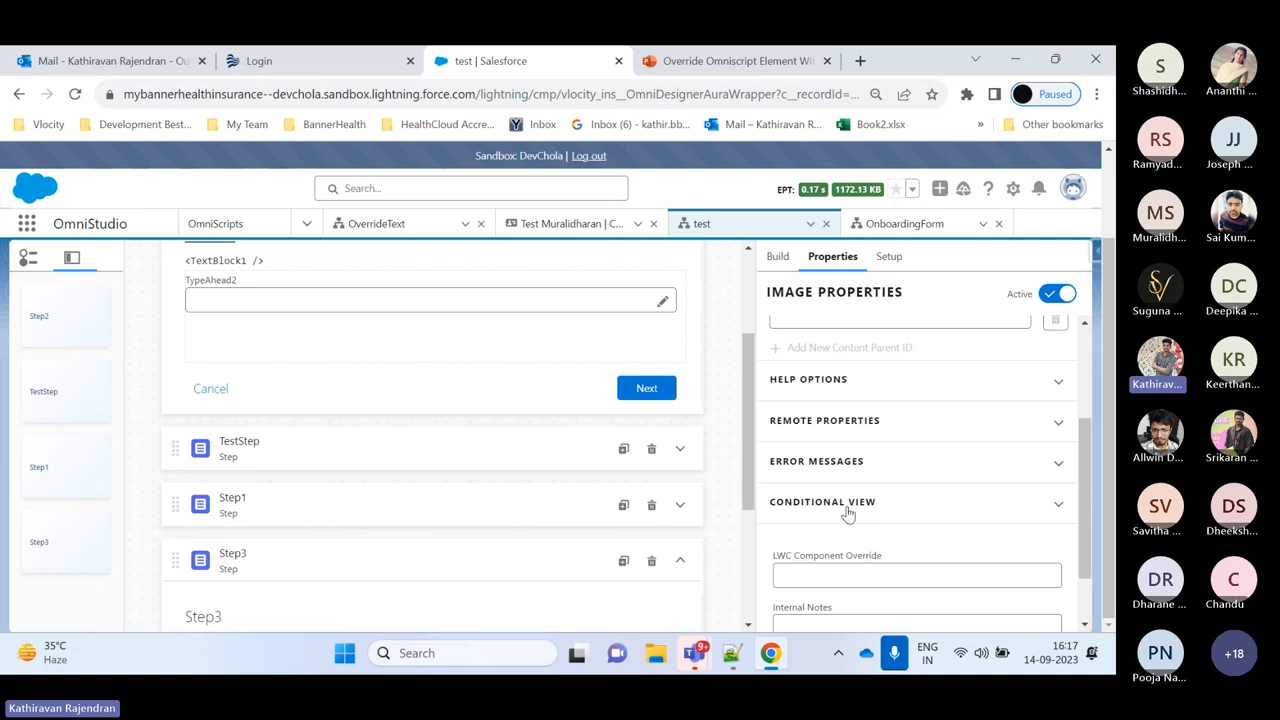 Mail - Kathiravan Rajendran - Ou
Login
test | Salesforce
Override Omniscript Element Wit
mybannerhealthinsurance--devchola.sandbox.lightning.force.com/lightning/cmp/vlocity_ins__OmniDesignerAuraWrapper?c__recordId=...
Paused
Vlocity
Development Best...
My Team
BannerHealth
HealthCloud Accre...
Inbox
Inbox (6) - kathir.bb...
Mail – Kathiravan R...
Book2.xlsx
»
Other bookmarks
Sandbox: DevChola | Log out
Search...
EPT: 0.17 s 1172.13 KB
OmniStudio
OmniScripts
OverrideText
Test Muralidharan | C...
test
OnboardingForm
Step2
TestStep
Step1
Step3
<TextBlock1 />
TypeAhead2
Cancel
Next
TestStep
Step
Step1
Step
Step3
Step
Step3
Build
Properties
Setup
IMAGE PROPERTIES
Active
+ Add New Content Parent ID
HELP OPTIONS
REMOTE PROPERTIES
ERROR MESSAGES
CONDITIONAL VIEW
LWC Component Override
Internal Notes
35°C
Haze
Search
9+
ENG
IN
16:17
14-09-2023
S
Shashidh...
Ananthi ...
RS
Ramyad...
JJ
Joseph ...
MS
Muralidh...
Sai Kum...
SV
Suguna ...
DC
Deepika ...
Kathirav...
KR
Keerthan...
Allwin D...
Srikaran ...
SV
Savitha ...
DS
Dheeksh...
DR
Dharane ...
C
Chandu
PN
Pooja Na...
+18
Kathiravan Rajendran